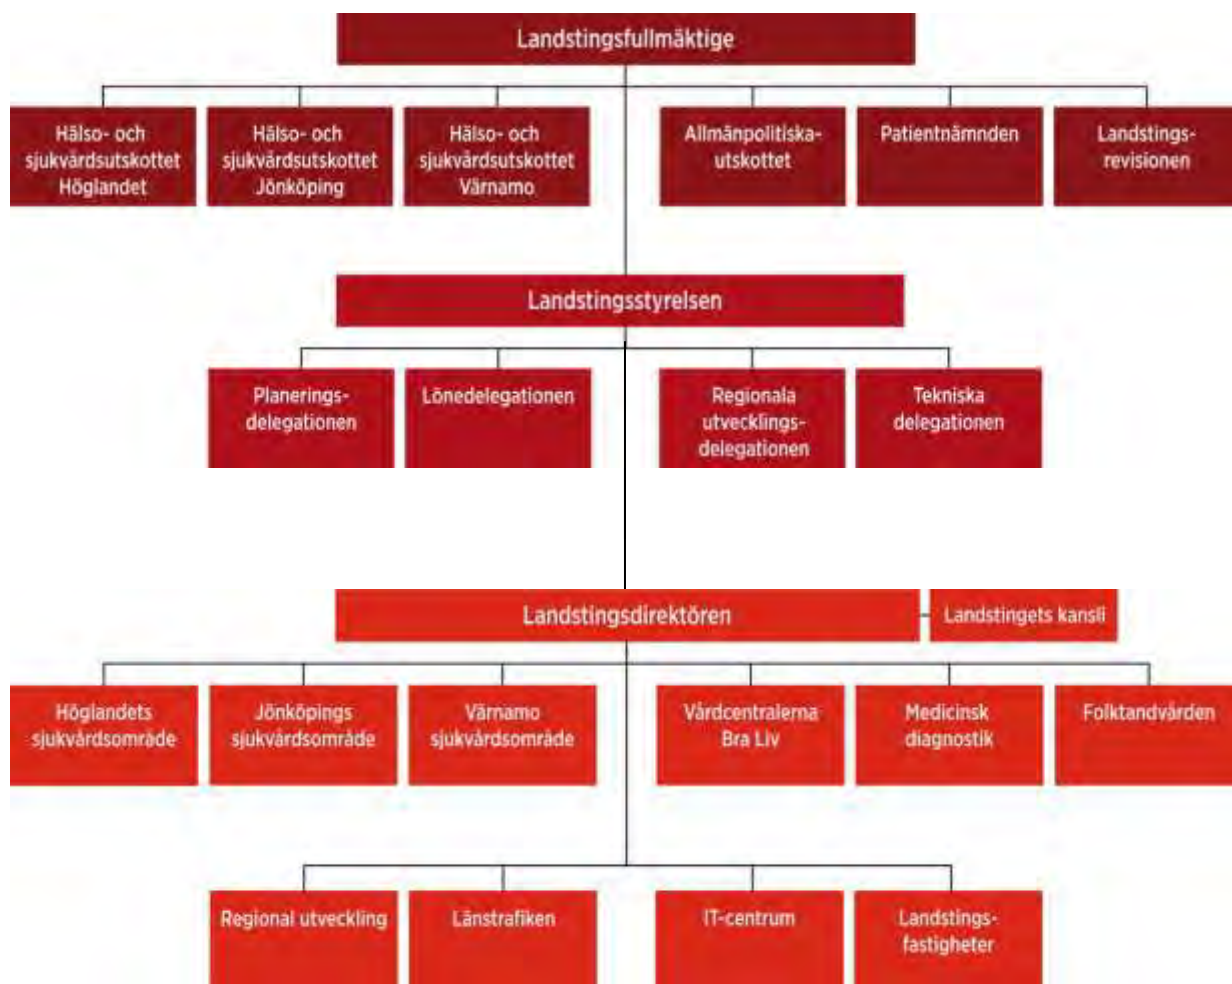 Landstingsfullmäktige
Hälso- och
sjukvårdsutskottet
Höglandet
Hälso- och
sjukvårdsutskottet
Jönköping
Hälso- och
sjukvårdsutskottet
Värnamo
Allmänpolitiska-
utskottet
Patientnämnden
Landstings-
revisionen
Landstingsstyrelsen
Planerings-
delegationen
Lönedelegationen
Regionala
utvecklings-
delegationen
Tekniska
delegationen
Landstingsdirektören
Landstingets kansli
Höglandets
sjukvårdsområde
Jönköpings
sjukvårdsområde
Värnamo
sjukvårdsområde
Vårdcentralerna
Bra Liv
Medicinsk
diagnostik
Folktandvården
Regional utveckling
Länstrafiken
IT-centrum
Landstings-
fastigheter